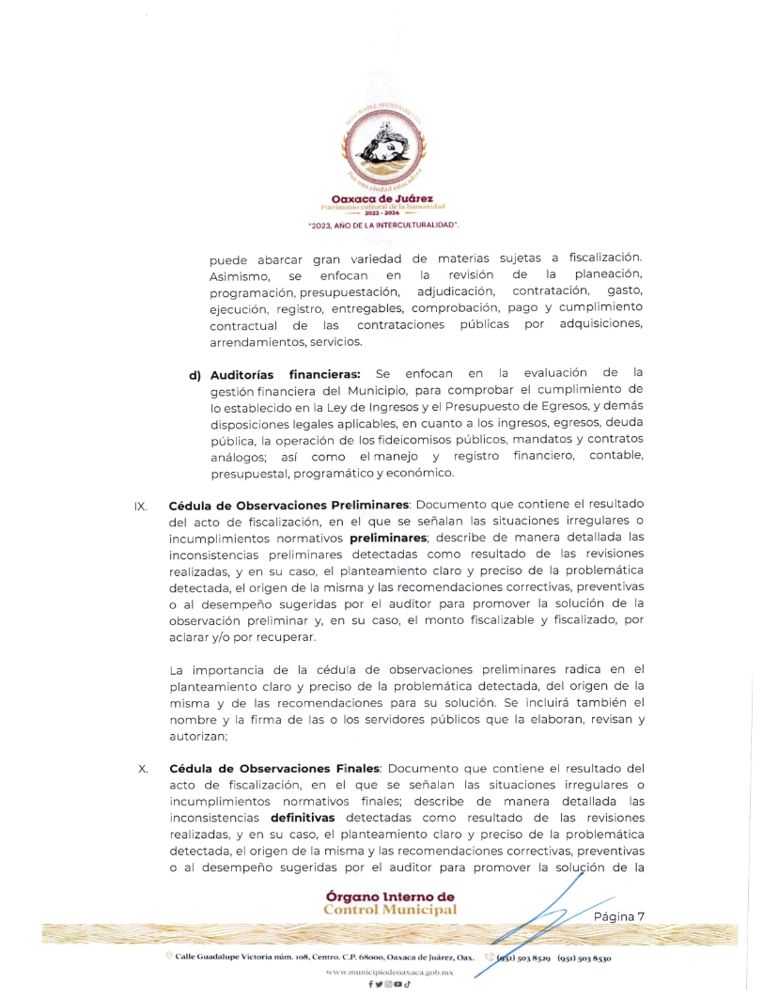 HONORABLE AYUNTAMIENTO
Por una ciudad educadora
Oaxaca de Juárez
Patrimonio cultural de la humanidad
2022 - 2024
"2023, AÑO DE LA INTERCULTURALIDAD".
puede abarcar gran variedad de materias sujetas a fiscalización.
Asimismo, se enfocan en la revisión de la planeación,
programación, presupuestación, adjudicación, contratación, gasto,
ejecución, registro, entregables, comprobación, pago y cumplimiento
contractual de las contrataciones públicas por adquisiciones,
arrendamientos, servicios.
d) Auditorías financieras: Se enfocan en la evaluación de la
gestión financiera del Municipio, para comprobar el cumplimiento de
lo establecido en la Ley de Ingresos y el Presupuesto de Egresos, y demás
disposiciones legales aplicables, en cuanto a los ingresos, egresos, deuda
pública, la operación de los fideicomisos públicos, mandatos y contratos
análogos; así como el manejo y registro financiero, contable,
presupuestal, programático y económico.
IX. Cédula de Observaciones Preliminares: Documento que contiene el resultado
del acto de fiscalización, en el que se señalan las situaciones irregulares o
incumplimientos normativos preliminares; describe de manera detallada las
inconsistencias preliminares detectadas como resultado de las revisiones
realizadas, y en su caso, el planteamiento claro y preciso de la problemática
detectada, el origen de la misma y las recomendaciones correctivas, preventivas
o al desempeño sugeridas por el auditor para promover la solución de la
observación preliminar y, en su caso, el monto fiscalizable y fiscalizado, por
aclarar y/o por recuperar.
La importancia de la cédula de observaciones preliminares radica en el
planteamiento claro y preciso de la problemática detectada, del origen de la
misma y de las recomendaciones para su solución. Se incluirá también el
nombre y la firma de las o los servidores públicos que la elaboran, revisan y
autorizan;
X. Cédula de Observaciones Finales: Documento que contiene el resultado del
acto de fiscalización, en el que se señalan las situaciones irregulares o
incumplimientos normativos finales; describe de manera detallada las
inconsistencias definitivas detectadas como resultado de las revisiones
realizadas, y en su caso, el planteamiento claro y preciso de la problemática
detectada, el origen de la misma y las recomendaciones correctivas, preventivas
o al desempeño sugeridas por el auditor para promover la solución de la
Órgano Interno de
Control Municipal
Página 7
Calle Guadalupe Victoria núm. 108, Centro. C.P. 68000, Oaxaca de Juárez, Oax. (951) 503 8529 (951) 503 8530
www.municipiodeoaxaca.gob.mx